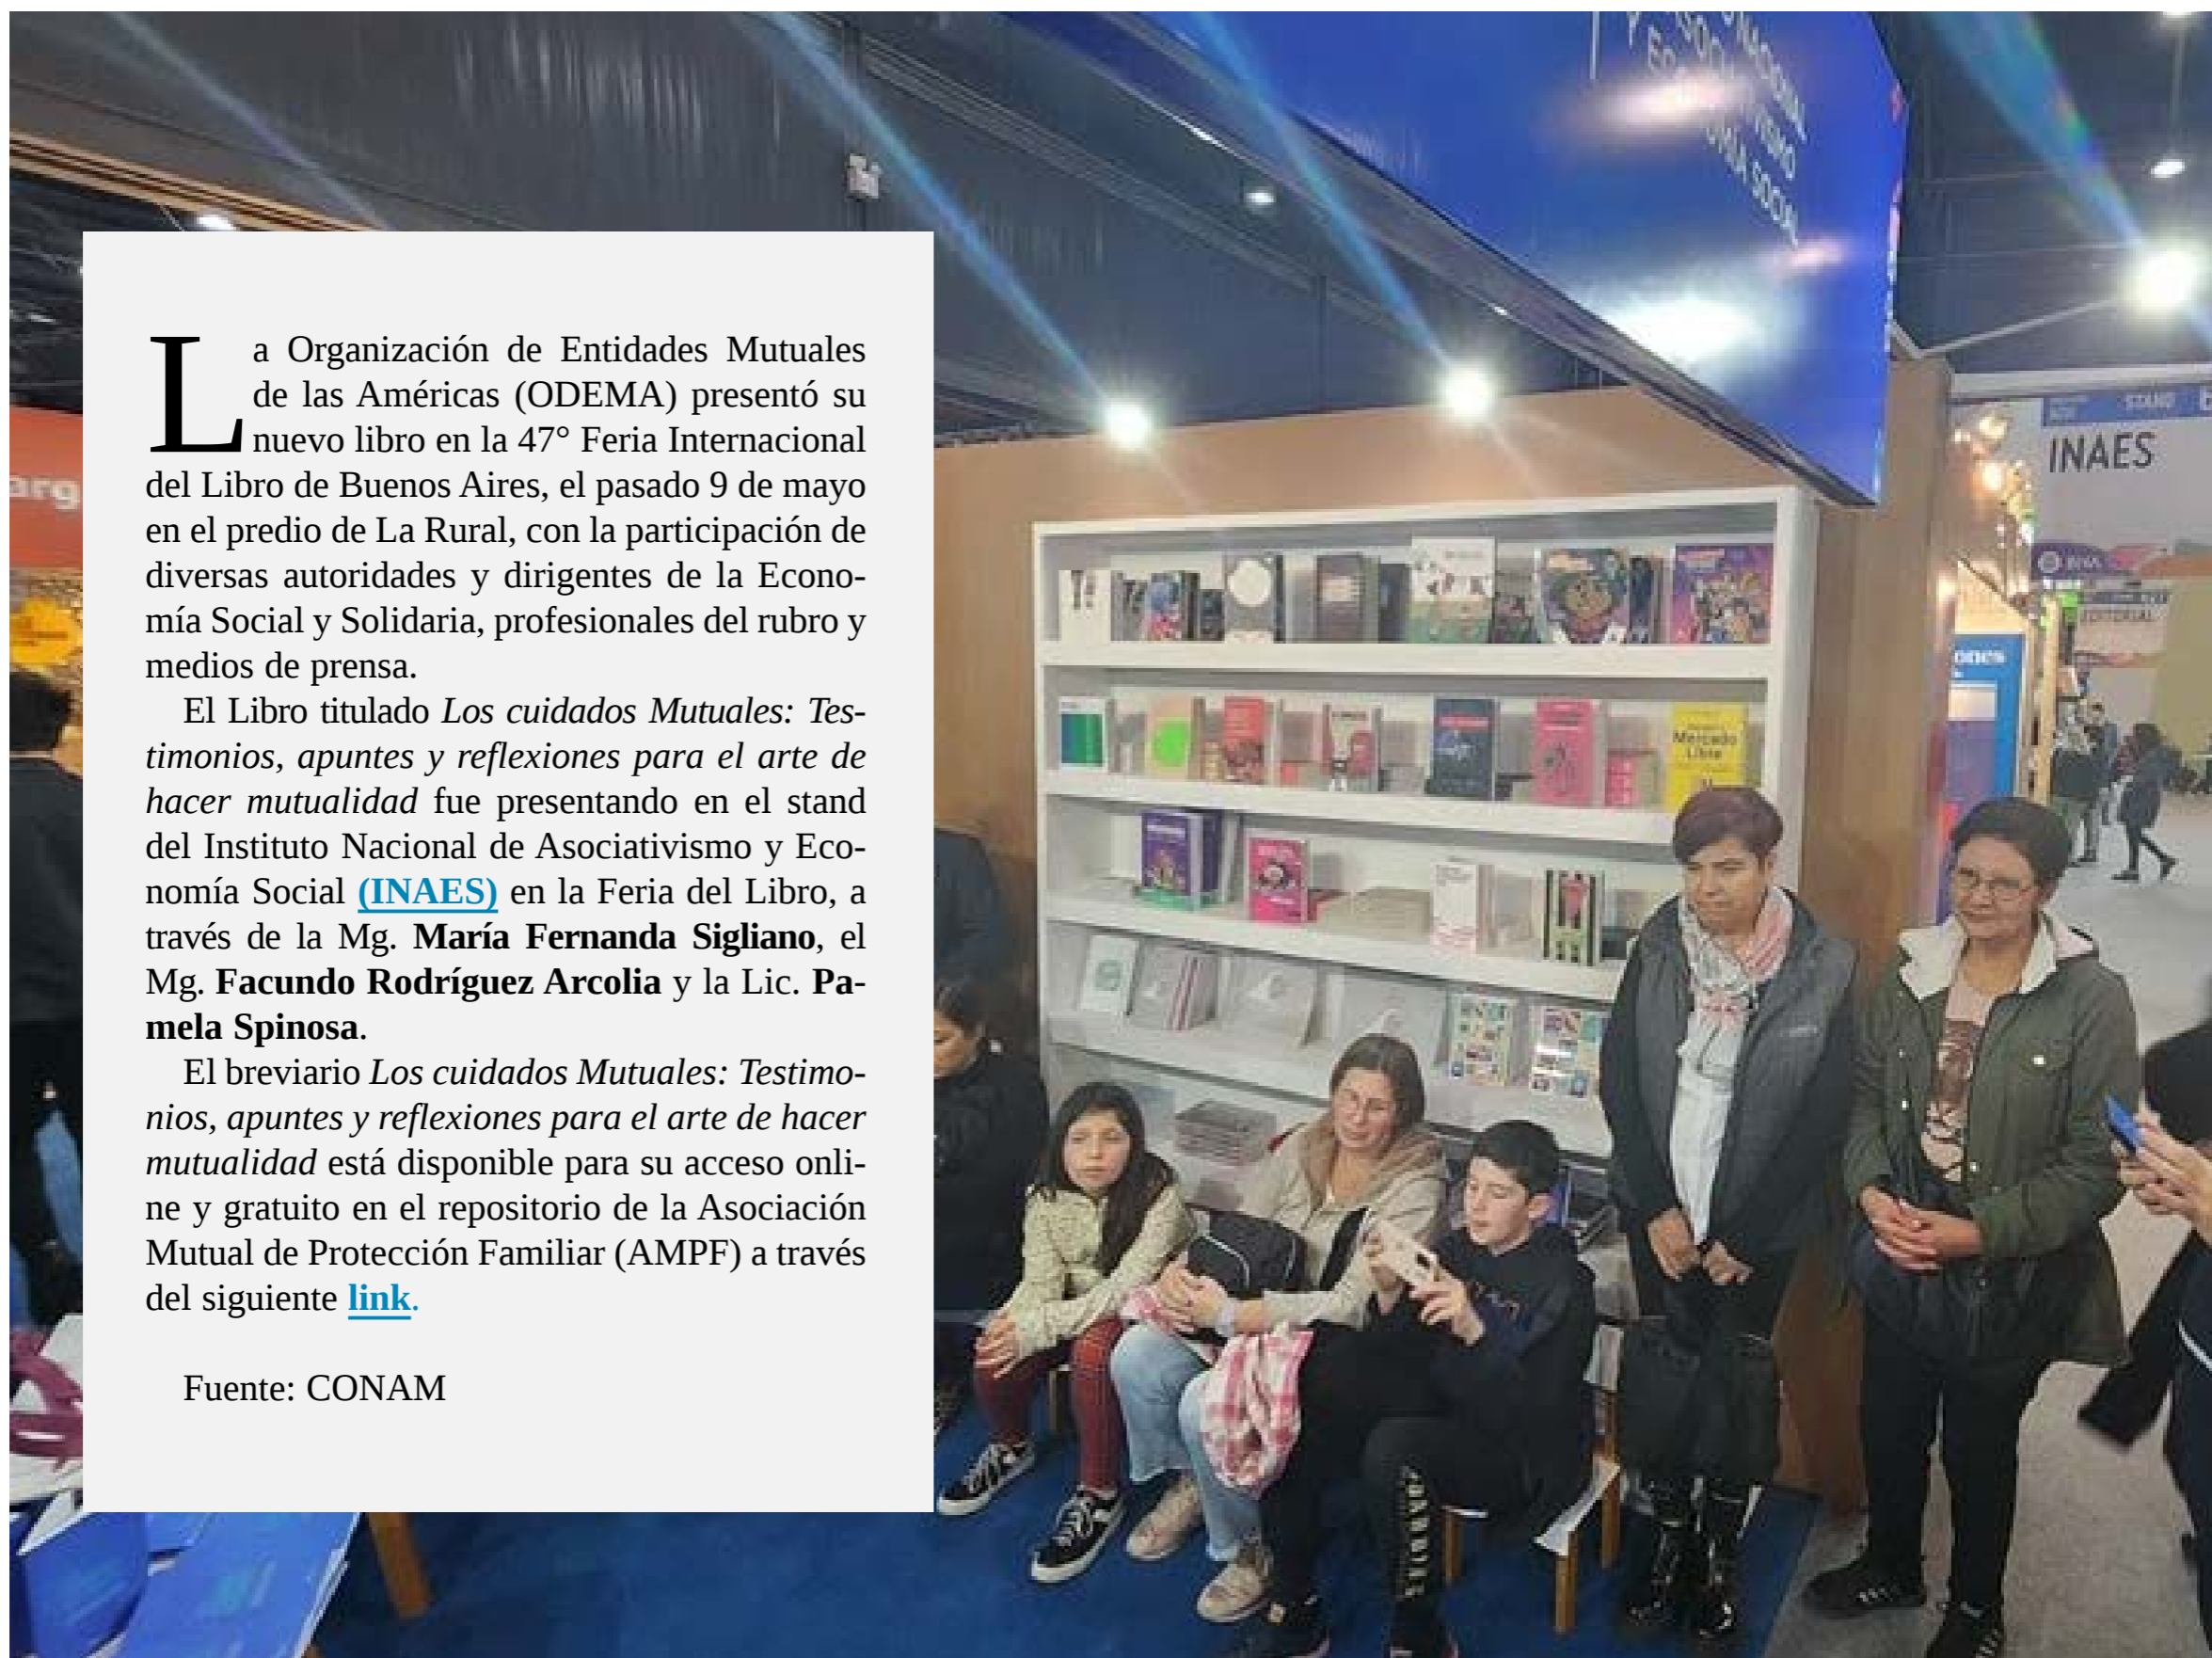 La Organización de Entidades Mutuales
de las Américas (ODEMA) presentó su
nuevo libro en la 47° Feria Internacional
del Libro de Buenos Aires, el pasado 9 de mayo
en el predio de La Rural, con la participación de
diversas autoridades y dirigentes de la Econo-
mía Social y Solidaria, profesionales del rubro y
medios de prensa.
El Libro titulado Los cuidados Mutuales: Tes-
timonios, apuntes y reflexiones para el arte de
hacer mutualidad fue presentando en el stand
del Instituto Nacional de Asociativismo y Eco-
nomía Social (INAES) en la Feria del Libro, a
través de la Mg. María Fernanda Sigliano, el
Mg. Facundo Rodríguez Arcolia y la Lic. Pa-
mela Spinosa.
El breviario Los cuidados Mutuales: Testimo-
nios, apuntes y reflexiones para el arte de hacer
mutualidad está disponible para su acceso onli-
ne y gratuito en el repositorio de la Asociación
Mutual de Protección Familiar (AMPF) a través
del siguiente link.
Fuente: CONAM
arg
STAND
INAES
EDITORIAL
ones
Mercado
Libre